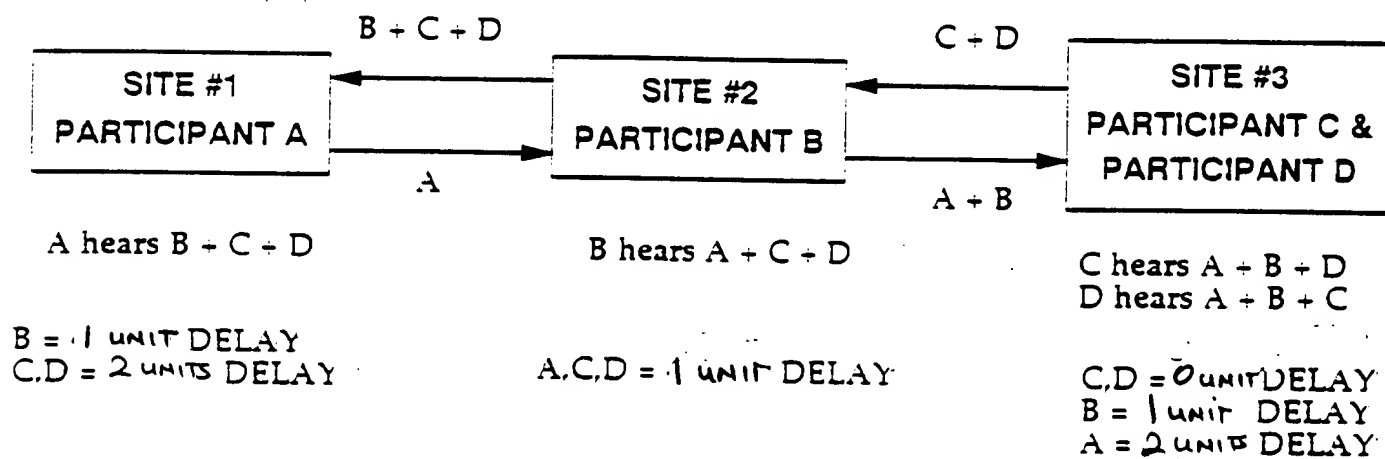 B + C + D
C + D
SITE #1
PARTICIPANT A
SITE #2
PARTICIPANT B
SITE #3
PARTICIPANT C &
PARTICIPANT D
A
A + B
A hears B + C + D
B hears A + C + D
C hears A + B + D
D hears A + B + C
B = 1 UNIT DELAY
C,D = 2 UNITS DELAY
A,C,D = 1 UNIT DELAY
C,D = 0 UNIT DELAY
B = 1 UNIT DELAY
A = 2 UNITS DELAY